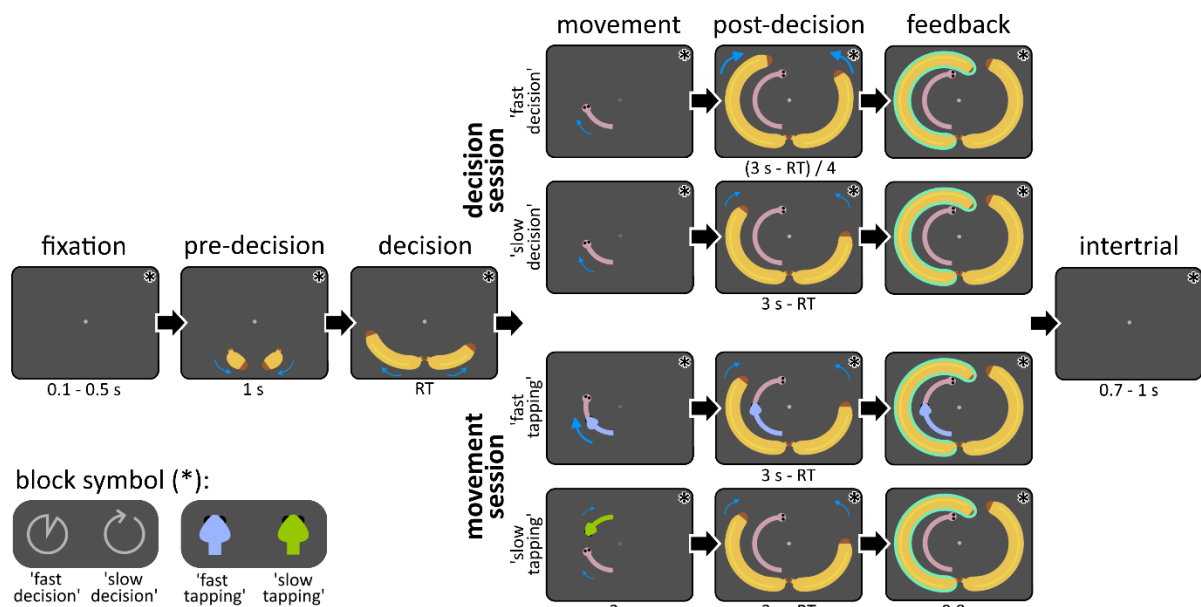 movement
post-decision
feedback
decision
session
'fast
decision'
(3 s - RT) / 4
'slow
decision'
3 s - RT
fixation
pre-decision
decision
intertrial
0.1 - 0.5 s
1 s
RT
0.7 - 1 s
movement
session
'fast
tapping'
3 s - RT
'slow
tapping'
block symbol (*):
'fast
decision'
'slow
decision'
'fast
tapping'
'slow
tapping'